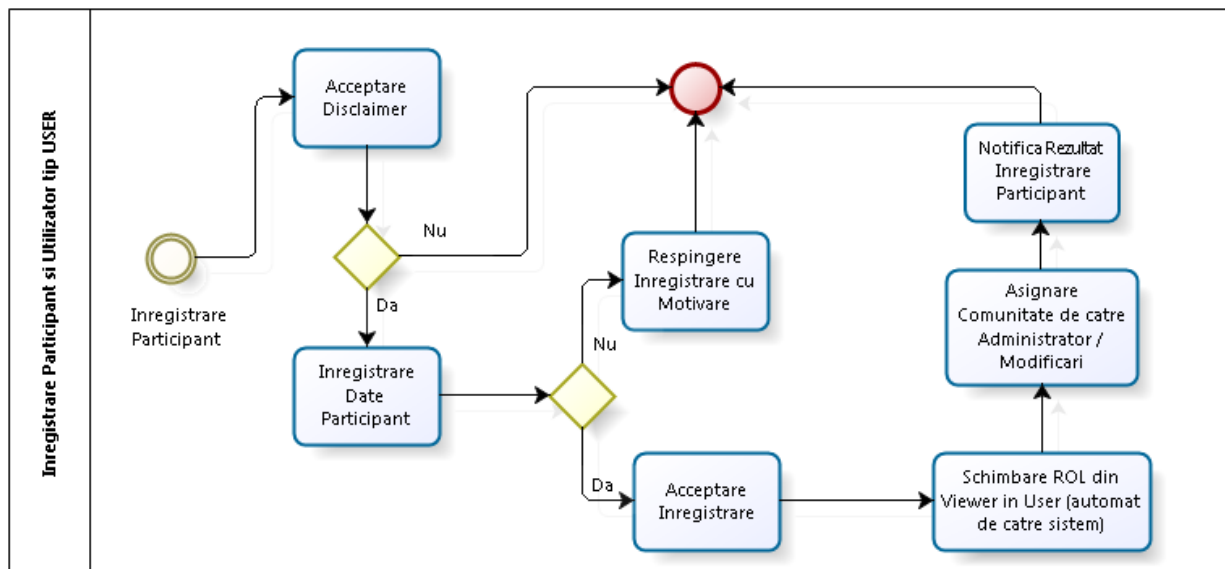 Inregistrare Participant si Utilizator tip USER
Inregistrare
Participant
Acceptare
Disclaimer
Nu
Da
Inregistrare
Date
Participant
Nu
Respingere
Inregistrare cu
Motivare
Da
Acceptare
Inregistrare
Schimbare ROL din
Viewer in User (automat
de catre sistem)
Asignare
Comunitate de catre
Administrator /
Modificari
Notifica Rezultat
Inregistrare
Participant